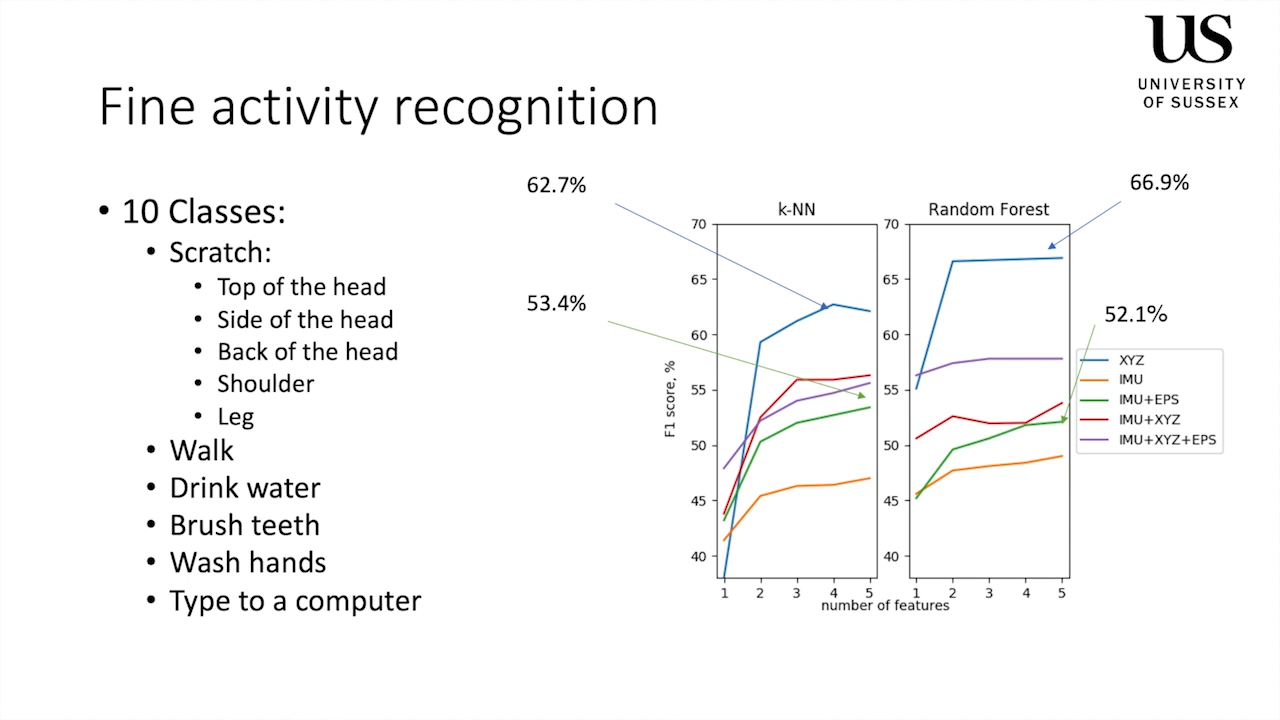 US
UNIVERSITY
OF SUSSEX
Fine activity recognition
• 10 Classes:
• Scratch:
• Top of the head
• Side of the head
• Back of the head
• Shoulder
• Leg
• Walk
• Drink water
• Brush teeth
• Wash hands
• Type to a computer
62.7%
53.4%
66.9%
52.1%
k-NN
70
65
60
55
50
45
40
F1 score, %
1 2 3 4 5
Random Forest
70
65
60
55
50
45
40
1 2 3 4 5
number of features
XYZ
IMU
IMU+EPS
IMU+XYZ
IMU+XYZ+EPS